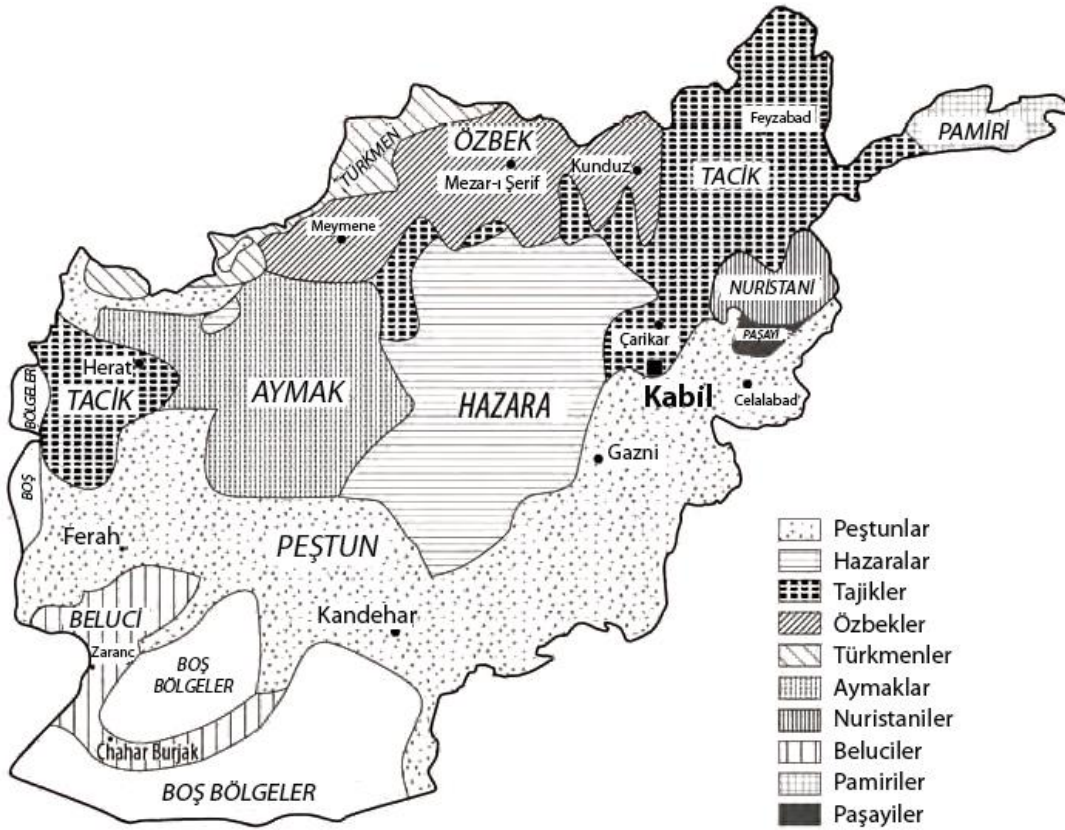 Feyzabad
PAMİRİ
TÜRKMEN
ÖZBEK
Mezar-ı Şerif
Kunduz
TACİK
Meymene
NURİSTANİ
PAŞAYİ
Çarikar
Herat
TACİK
BÖLGELER
BOŞ
AYMAK
HAZARA
Kabil
Celalabad
Gazni
Ferah
PEŞTUN
Kandehar
BELUCİ
Zaranc
BOŞ
BÖLGELER
Chahar Burjak
BOŞ BÖLGELER
Peştunlar
Hazaralar
Tajikler
Özbekler
Türkmenler
Aymaklar
Nuristaniler
Beluciler
Pamiriler
Paşayiler